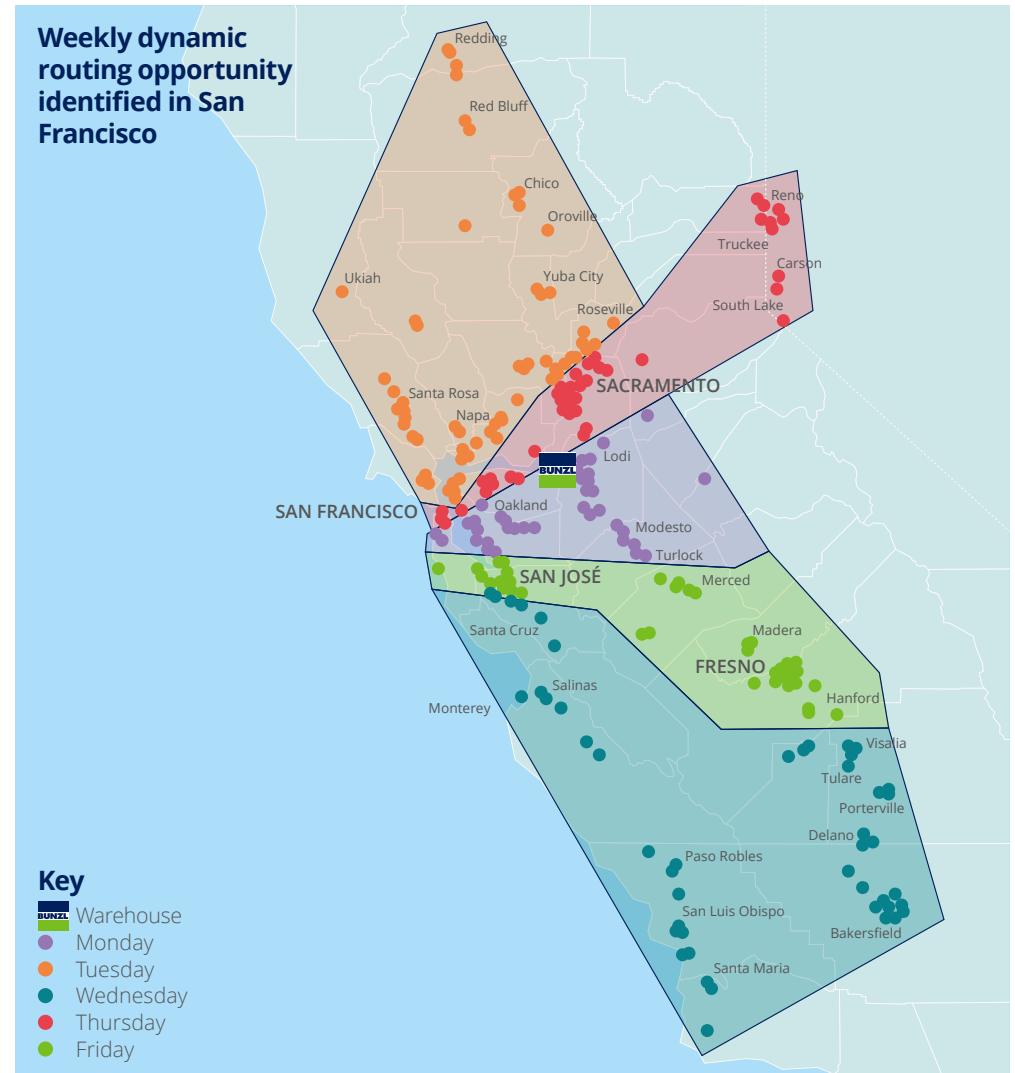 Weekly dynamic
routing opportunity
identified in San
Francisco
Redding
Red Bluff
Chico
Oroville
Reno
Truckee
Carson
South Lake
Ukiah
Yuba City
Roseville
Santa Rosa
SACRAMENTO
Napa
BUNZL
Lodi
SAN FRANCISCO
Oakland
Modesto
Turlock
SAN JOSÉ
Merced
Santa Cruz
Madera
FRESNO
Salinas
Monterey
Hanford
Visalia
Tulare
Porterville
Delano
Paso Robles
San Luis Obispo
Bakersfield
Santa Maria
Key
BUNZL
Warehouse
Monday
Tuesday
Wednesday
Thursday
Friday